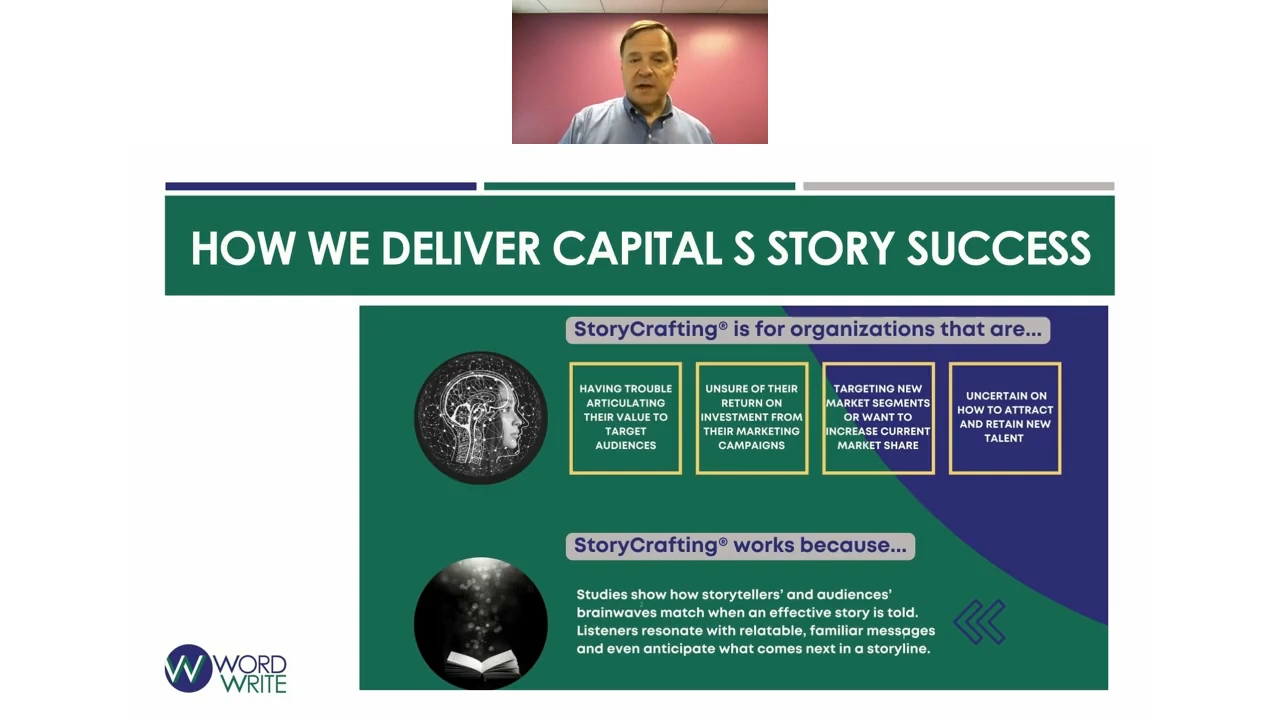 HOW WE DELIVER CAPITAL S STORY SUCCESS
StoryCrafting® is for organizations that are...
HAVING TROUBLE
ARTICULATING
THEIR VALUE TO
TARGET
AUDIENCES
UNSURE OF THEIR
RETURN ON
INVESTMENT FROM
THEIR MARKETING
CAMPAIGNS
TARGETING NEW
MARKET SEGMENTS
OR WANT TO
INCREASE CURRENT
MARKET SHARE
UNCERTAIN ON
HOW TO ATTRACT
AND RETAIN NEW
TALENT
StoryCrafting® works because...
Studies show how storytellers' and audiences'
brainwaves match when an effective story is told.
Listeners resonate with relatable, familiar messages
and even anticipate what comes next in a storyline.
W
WORD
WRITE